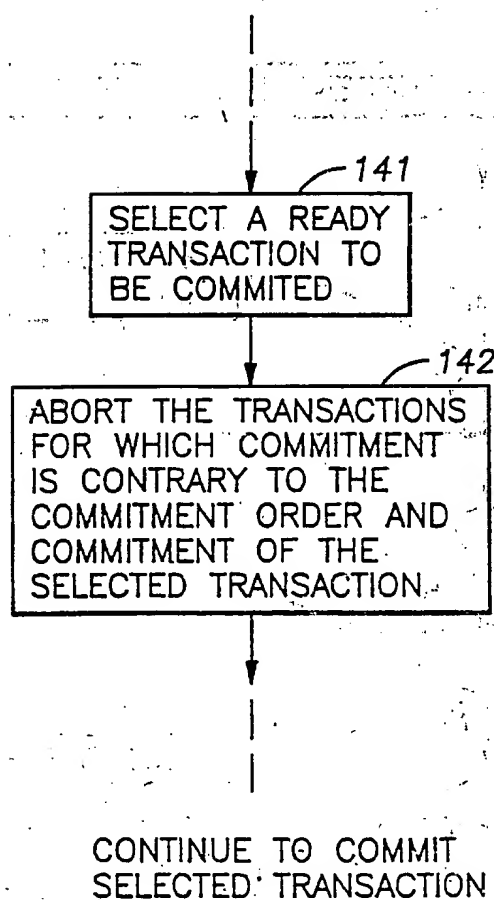 141
SELECT A READY
TRANSACTION TO
BE COMMITED
142
ABORT THE TRANSACTIONS
FOR WHICH COMMITMENT
IS CONTRARY TO THE
COMMITMENT ORDER AND
COMMITMENT OF THE
SELECTED TRANSACTION
CONTINUE TO COMMIT
SELECTED TRANSACTION